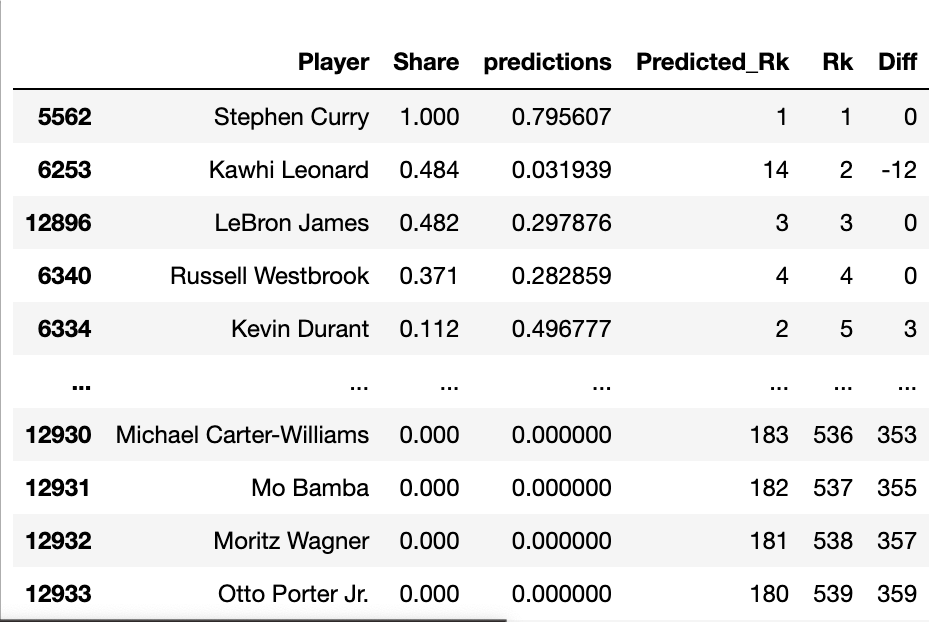 Player Share predictions Predicted_Rk Rk Diff
5562 Stephen Curry 1.000 0.795607 1 1 0
6253 Kawhi Leonard 0.484 0.031939 14 2 -12
12896 LeBron James 0.482 0.297876 3 3 0
6340 Russell Westbrook 0.371 0.282859 4 4 0
6334 Kevin Durant 0.112 0.496777 2 5 3
... ... ... ... ... ... ...
12930 Michael Carter-Williams 0.000 0.000000 183 536 353
12931 Mo Bamba 0.000 0.000000 182 537 355
12932 Moritz Wagner 0.000 0.000000 181 538 357
12933 Otto Porter Jr. 0.000 0.000000 180 539 359